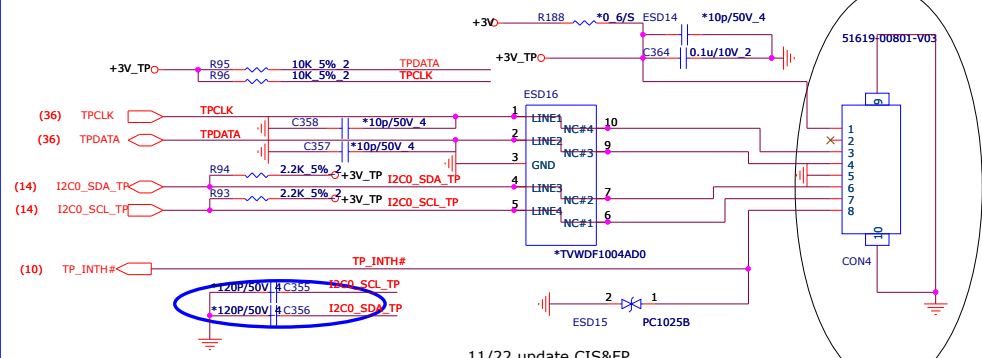 +3V R188 *0_6/S ESD14 *10p/50V_4
51619-00801-V03
+3V_TP C364 0.1u/10V_2
+3V_TP R95 10K_5%_2 TPDATA
R96 10K_5%_2 TPCLK
ESD16
9
(36) TPCLK TPCLK 1 LINE1
C358 *10p/50V_4 NC#4 10 1
(36) TPDATA TPDATA 2 LINE2 2
C357 *10p/50V_4 NC#3 9 3
3 GND 4
R94 2.2K_5%_2 +3V_TP 5
(14) I2C0_SDA_TP I2C0_SDA_TP 4 LINE3 6
R93 2.2K_5%_2 +3V_TP NC#2 7 7
(14) I2C0_SCL_TP I2C0_SCL_TP 5 LINE4 8
NC#1 6
10
*TVWDF1004AD0
CON4
(10) TP_INTH# TP_INTH#
*120P/50V_4 C355 I2C0_SCL_TP
*120P/50V_4 C356 I2C0_SDA_TP
2 1
ESD15 PC1025B
11/22 update CIS&FP